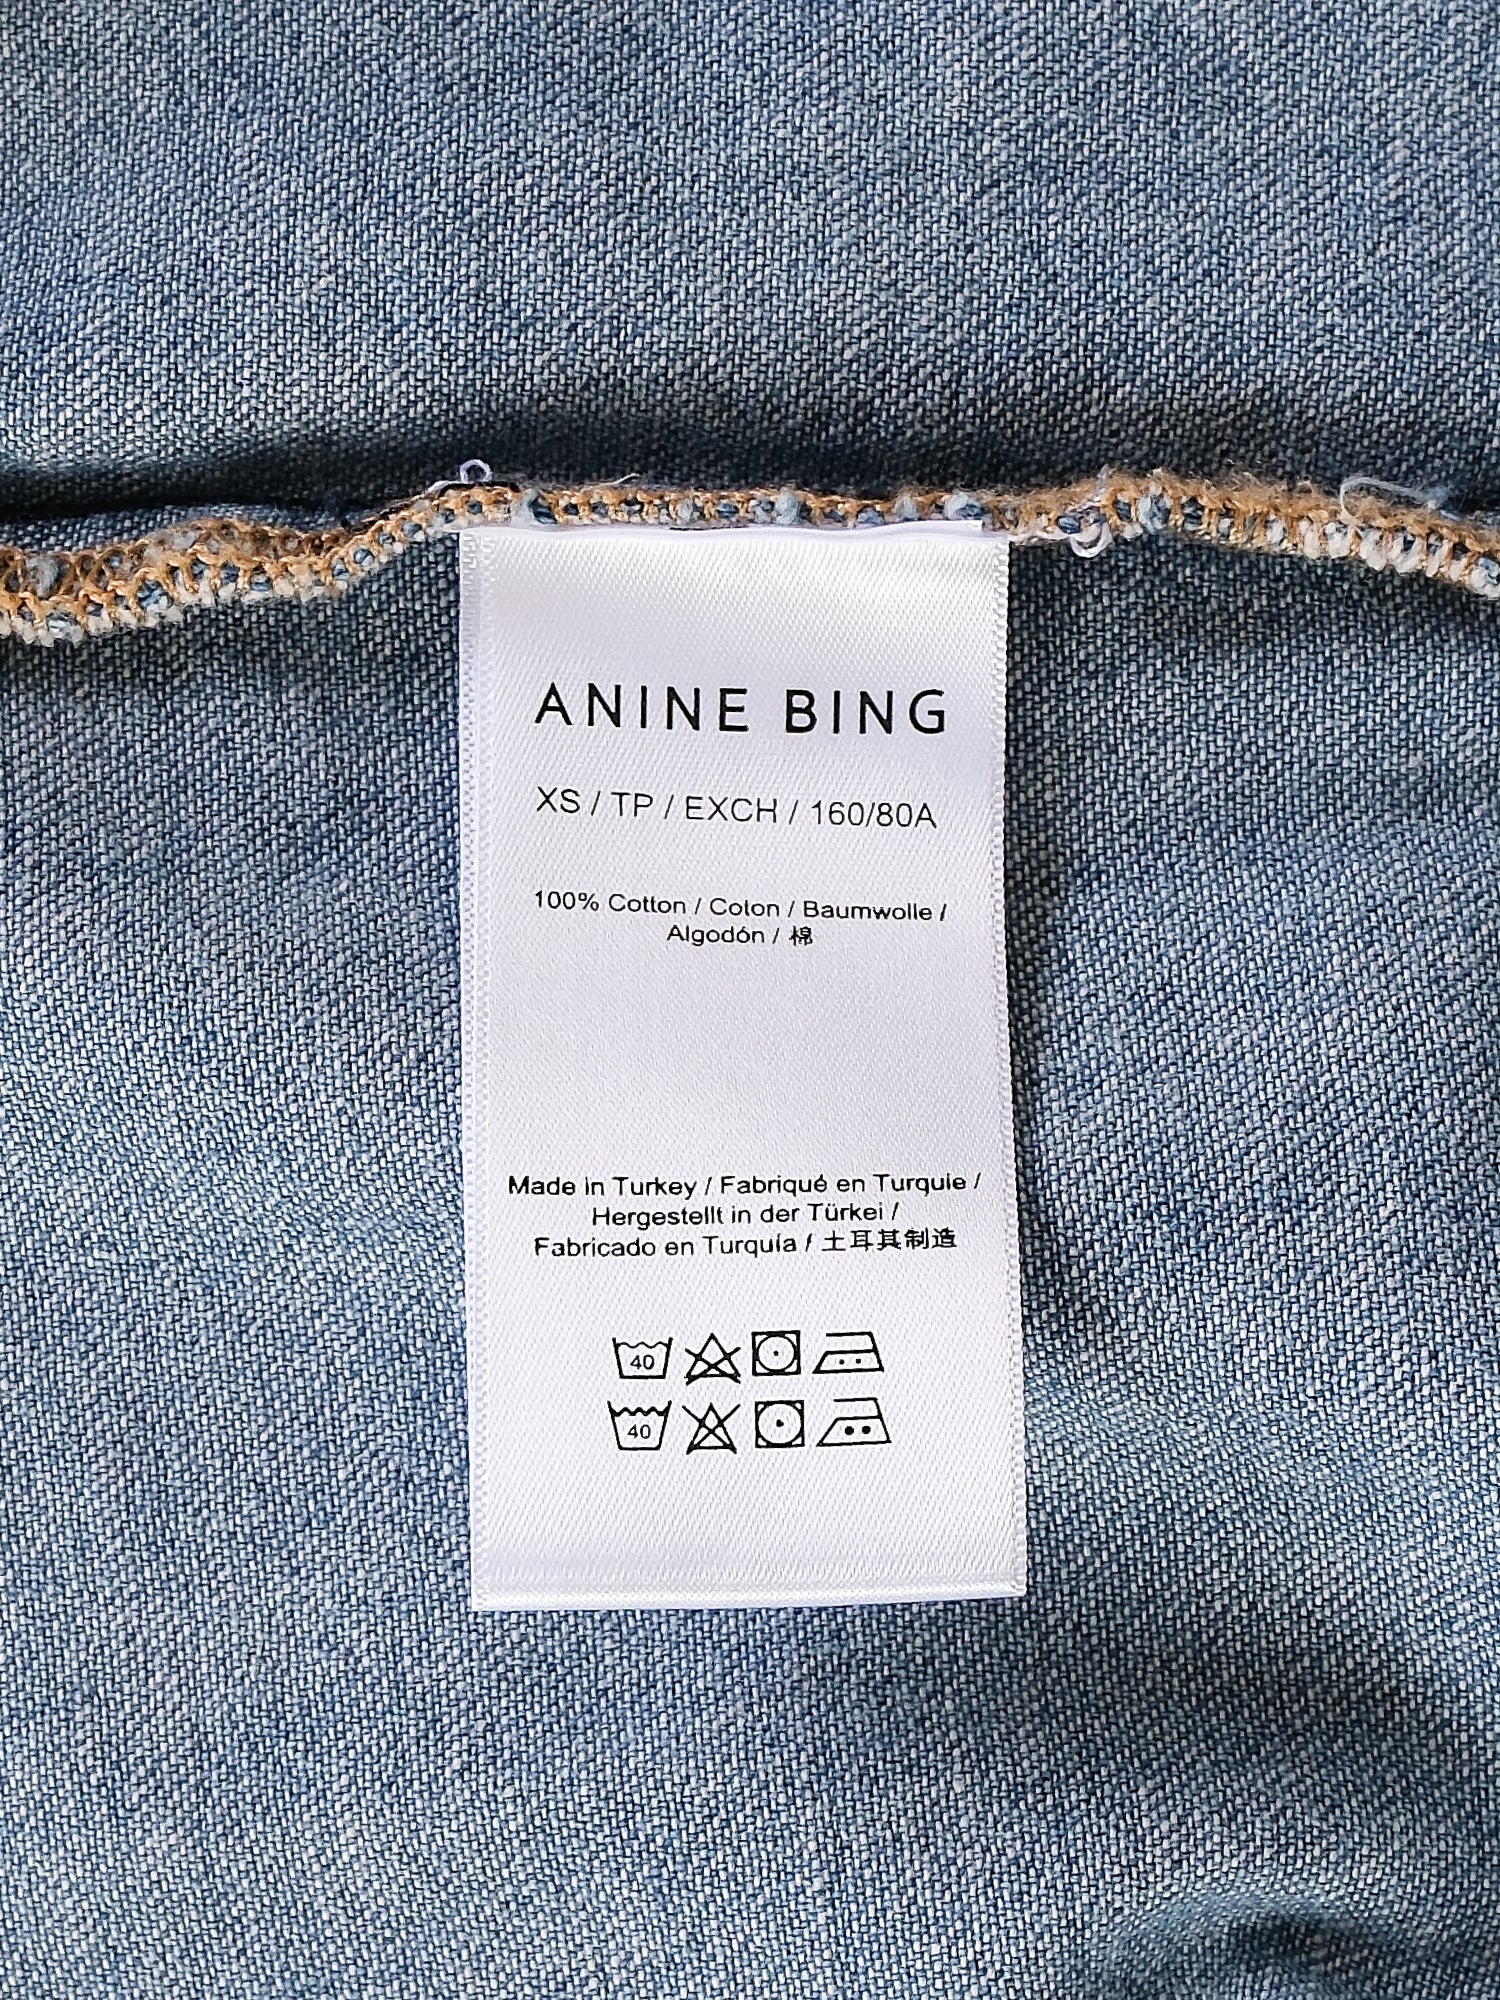 ANINE BING
XS / TP / EXCH / 160/80A
100% Cotton / Coton / Baumwolle /
Algodón / 棉
Made in Turkey / Fabriqué en Turquie /
Hergestellt in der Türkei /
Fabricado en Turquía / 土耳其制造
40
40